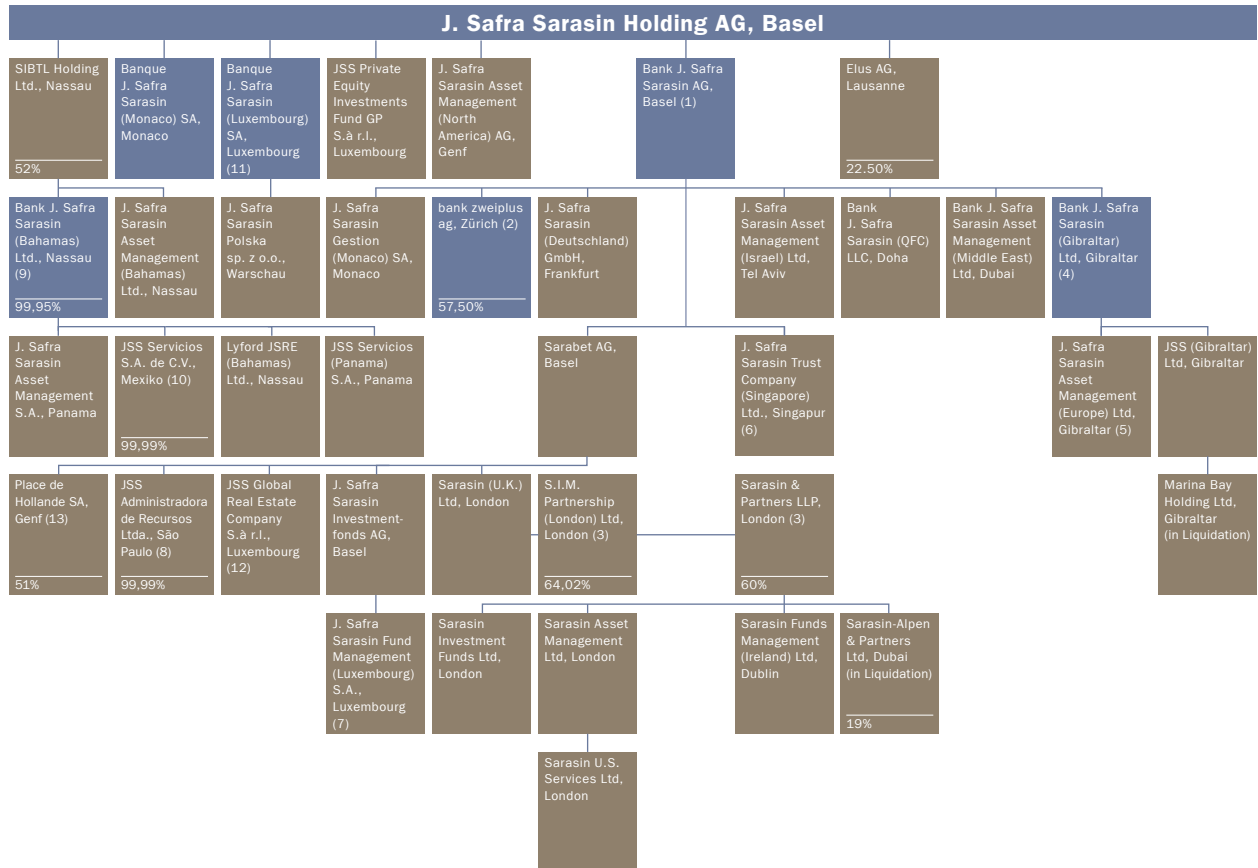 J. Safra Sarasin Holding AG, Basel
SIBTL Holding
Ltd., Nassau
52%
Banque
J. Safra
Sarasin
(Monaco) SA,
Monaco
Banque
J. Safra
Sarasin
(Luxembourg)
SA,
Luxembourg
(11)
JSS Private
Equity
Investments
Fund GP
S.à r.l.,
Luxembourg
J. Safra
Sarasin Asset
Management
(North
America) AG,
Genf
Bank J. Safra
Sarasin AG,
Basel (1)
Elus AG,
Lausanne
22.50%
Bank J. Safra
Sarasin
(Bahamas)
Ltd., Nassau
(9)
99,95%
J. Safra
Sarasin
Asset
Management
(Bahamas)
Ltd., Nassau
J. Safra
Sarasin
Polska
sp. z o.o.,
Warschau
J. Safra
Sarasin
Gestion
(Monaco) SA,
Monaco
bank zweiplus
ag, Zürich (2)
57,50%
J. Safra
Sarasin
(Deutschland)
GmbH,
Frankfurt
J. Safra
Sarasin Asset
Management
(Israel) Ltd,
Tel Aviv
Bank
J. Safra
Sarasin (QFC)
LLC, Doha
Bank J. Safra
Sarasin Asset
Management
(Middle East)
Ltd, Dubai
Bank J. Safra
Sarasin
(Gibraltar)
Ltd, Gibraltar
(4)
J. Safra
Sarasin
Asset
Management
S.A., Panama
JSS Servicios
S.A. de C.V.,
Mexiko (10)
99,99%
Lyford JSRE
(Bahamas)
Ltd., Nassau
JSS Servicios
(Panama)
S.A., Panama
Sarabet AG,
Basel
J. Safra
Sarasin Trust
Company
(Singapore)
Ltd., Singapur
(6)
J. Safra
Sarasin
Asset
Management
(Europe) Ltd,
Gibraltar (5)
JSS (Gibraltar)
Ltd, Gibraltar
Place de
Hollande SA,
Genf (13)
51%
JSS
Administradora
de Recursos
Ltda., São
Paulo (8)
99,99%
JSS Global
Real Estate
Company
S.à r.l.,
Luxembourg
(12)
J. Safra
Sarasin
Investment-
fonds AG,
Basel
Sarasin (U.K.)
Ltd, London
S.I.M.
Partnership
(London) Ltd,
London (3)
64,02%
Sarasin &
Partners LLP,
London (3)
60%
Marina Bay
Holding Ltd,
Gibraltar
(in Liquidation)
J. Safra
Sarasin Fund
Management
(Luxembourg)
S.A.,
Luxembourg
(7)
Sarasin
Investment
Funds Ltd,
London
Sarasin Asset
Management
Ltd, London
Sarasin Funds
Management
(Ireland) Ltd,
Dublin
Sarasin-Alpen
& Partners
Ltd, Dubai
(in Liquidation)
19%
Sarasin U.S.
Services Ltd,
London